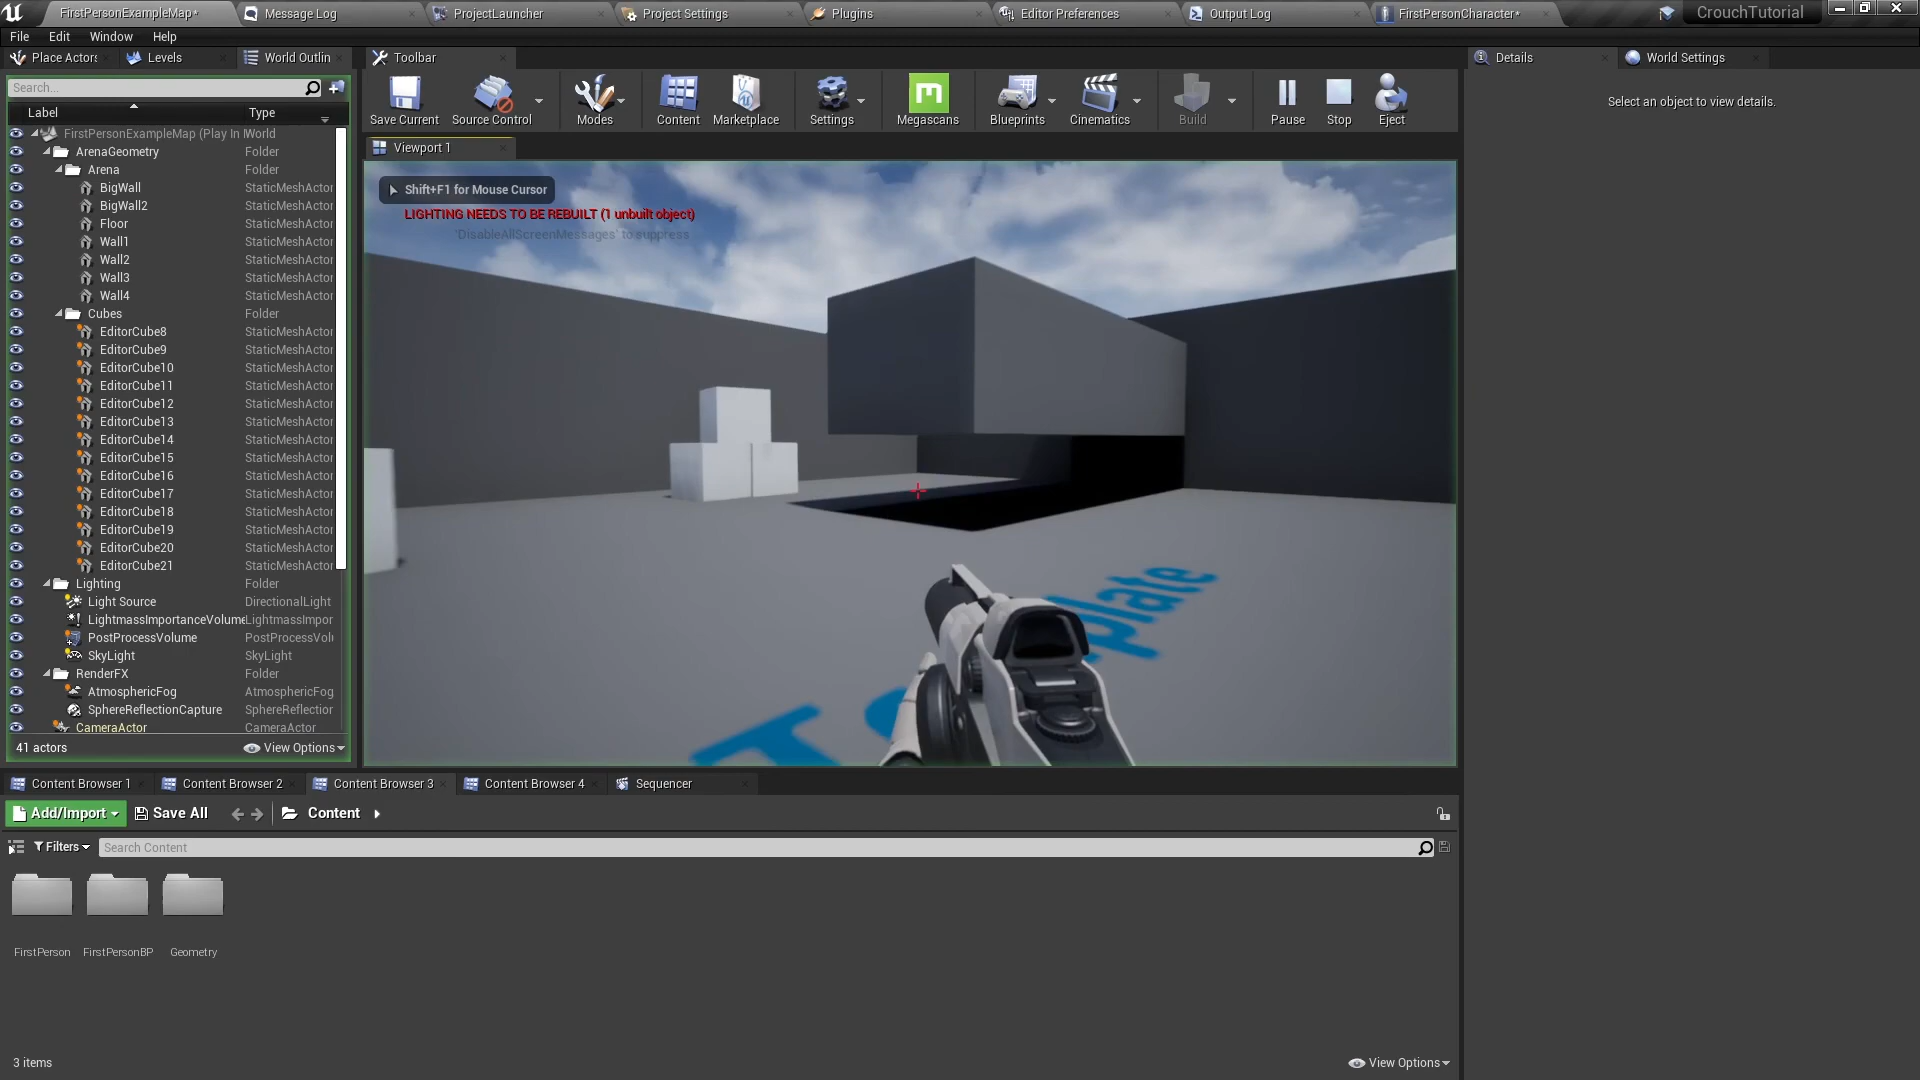 FirstPersonExampleMap*
Message Log
ProjectLauncher
Project Settings
Plugins
Editor Preferences
Output Log
FirstPersonCharacter*
CrouchTutorial
File Edit Window Help
Place Actors
Levels
World Outlin
Toolbar
Details
World Settings
Search...
Label Type
Save Current
Source Control
Modes
Content
Marketplace
Settings
Megascans
Blueprints
Cinematics
Build
Pause
Stop
Eject
Select an object to view details.
Viewport 1
FirstPersonExampleMap (Play In World
ArenaGeometry Folder
Arena Folder
BigWall StaticMeshActor
BigWall2 StaticMeshActor
Floor StaticMeshActor
Wall1 StaticMeshActor
Wall2 StaticMeshActor
Wall3 StaticMeshActor
Wall4 StaticMeshActor
Cubes Folder
EditorCube8 StaticMeshActor
EditorCube9 StaticMeshActor
EditorCube10 StaticMeshActor
EditorCube11 StaticMeshActor
EditorCube12 StaticMeshActor
EditorCube13 StaticMeshActor
EditorCube14 StaticMeshActor
EditorCube15 StaticMeshActor
EditorCube16 StaticMeshActor
EditorCube17 StaticMeshActor
EditorCube18 StaticMeshActor
EditorCube19 StaticMeshActor
EditorCube20 StaticMeshActor
EditorCube21 StaticMeshActor
Lighting Folder
Light Source DirectionalLight
LightmassImportanceVolume LightmassImpor
PostProcessVolume PostProcessVol
SkyLight SkyLight
RenderFX Folder
AtmosphericFog AtmosphericFog
SphereReflectionCapture SphereReflection
CameraActor CameraActor
41 actors
View Options
Shift+F1 for Mouse Cursor
LIGHTING NEEDS TO BE REBUILT (1 unbuilt object)
'DisableAllScreenMessages' to suppress
plate
Content Browser 1
Content Browser 2
Content Browser 3
Content Browser 4
Sequencer
Add/Import
Save All
Content
Filters
Search Content
FirstPerson
FirstPersonBP
Geometry
3 items
View Options